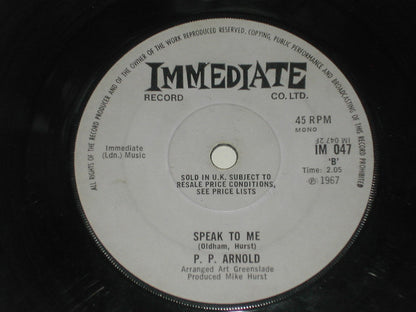 ALL RIGHTS OF THE RECORD PRODUCER AND OF THE OWNER OF THE WORK REPRODUCED RESERVED. COPYING, PUBLIC PERFORMANCE AND BROADCASTING OF THIS RECORD PROHIBITED
IMMEDIATE
RECORD CO. LTD.
45 RPM
MONO
IM 047 2F
Immediate
(Ldn.) Music
IM 047
'B'
Time: 2.05
℗ 1967
SOLD IN U.K. SUBJECT TO
RESALE PRICE CONDITIONS,
SEE PRICE LISTS
SPEAK TO ME
(Oldham, Hurst)
P. P. ARNOLD
Arranged Art Greenslade
Produced Mike Hurst